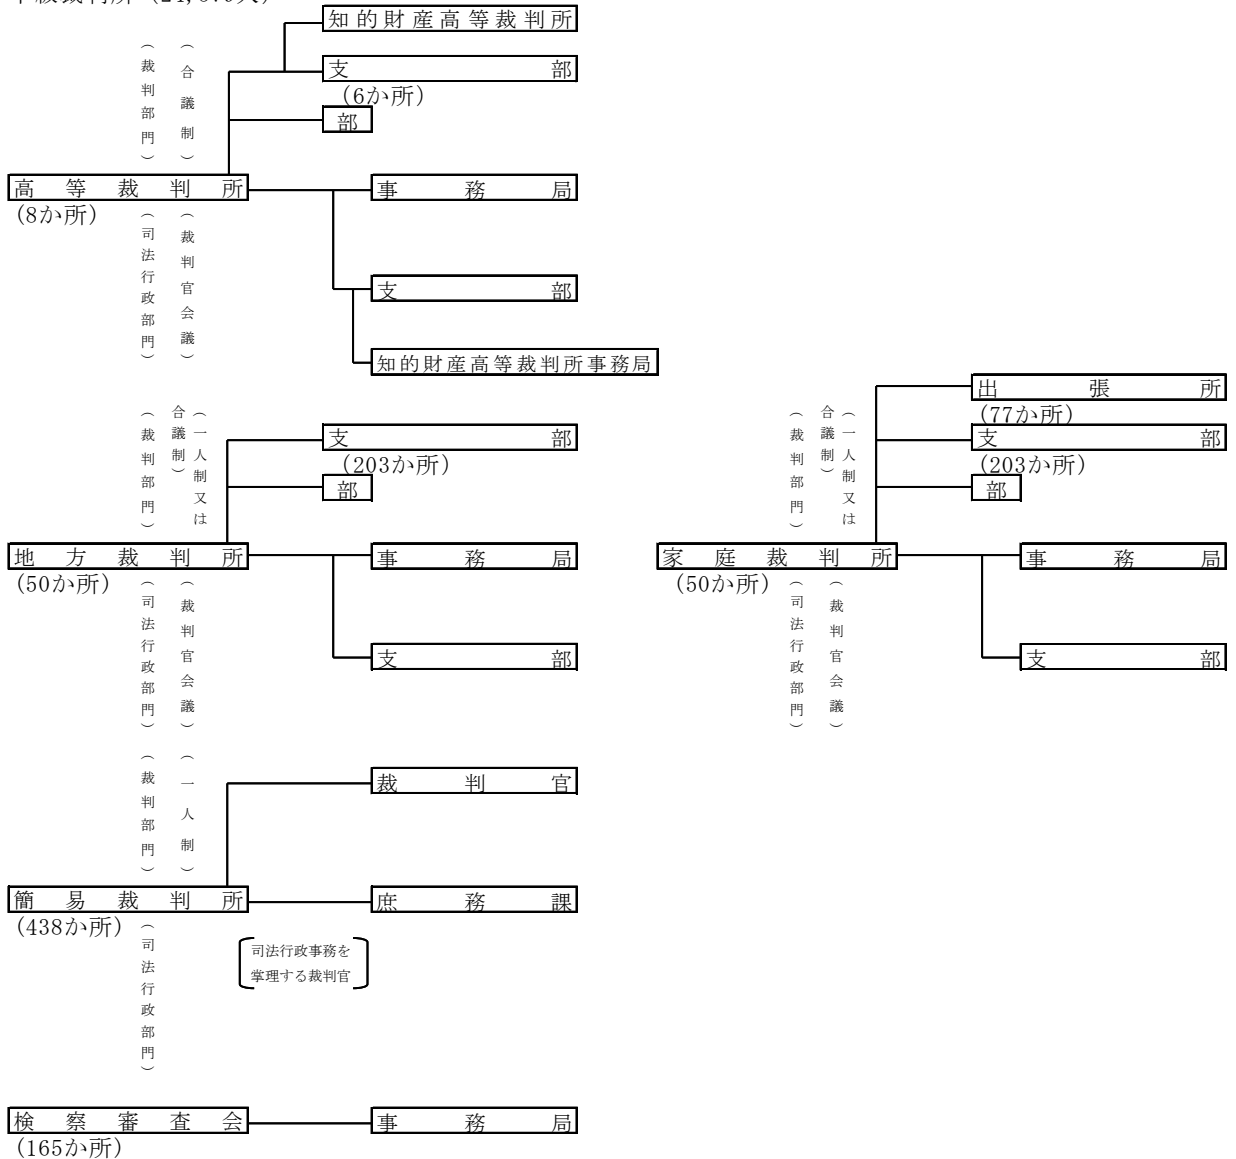 知的財産高等裁判所
支部
(6か所)
部
(合議制)
(裁判部門)
高等裁判所
(8か所)
事務局
(裁判官会議)
(司法行政部門)
支部
知的財産高等裁判所事務局
(一人制又は
合議制)
(裁判部門)
支部
(203か所)
部
地方裁判所
(50か所)
事務局
(裁判官会議)
(司法行政部門)
支部
出張所
(77か所)
支部
(203か所)
部
(一人制又は
合議制)
(裁判部門)
家庭裁判所
(50か所)
事務局
(裁判官会議)
(司法行政部門)
支部
(一人制)
(裁判部門)
裁判官
簡易裁判所
(438か所)
庶務課
(司法行政部門)
司法行政事務を
掌理する裁判官
検察審査会
(165か所)
事務局